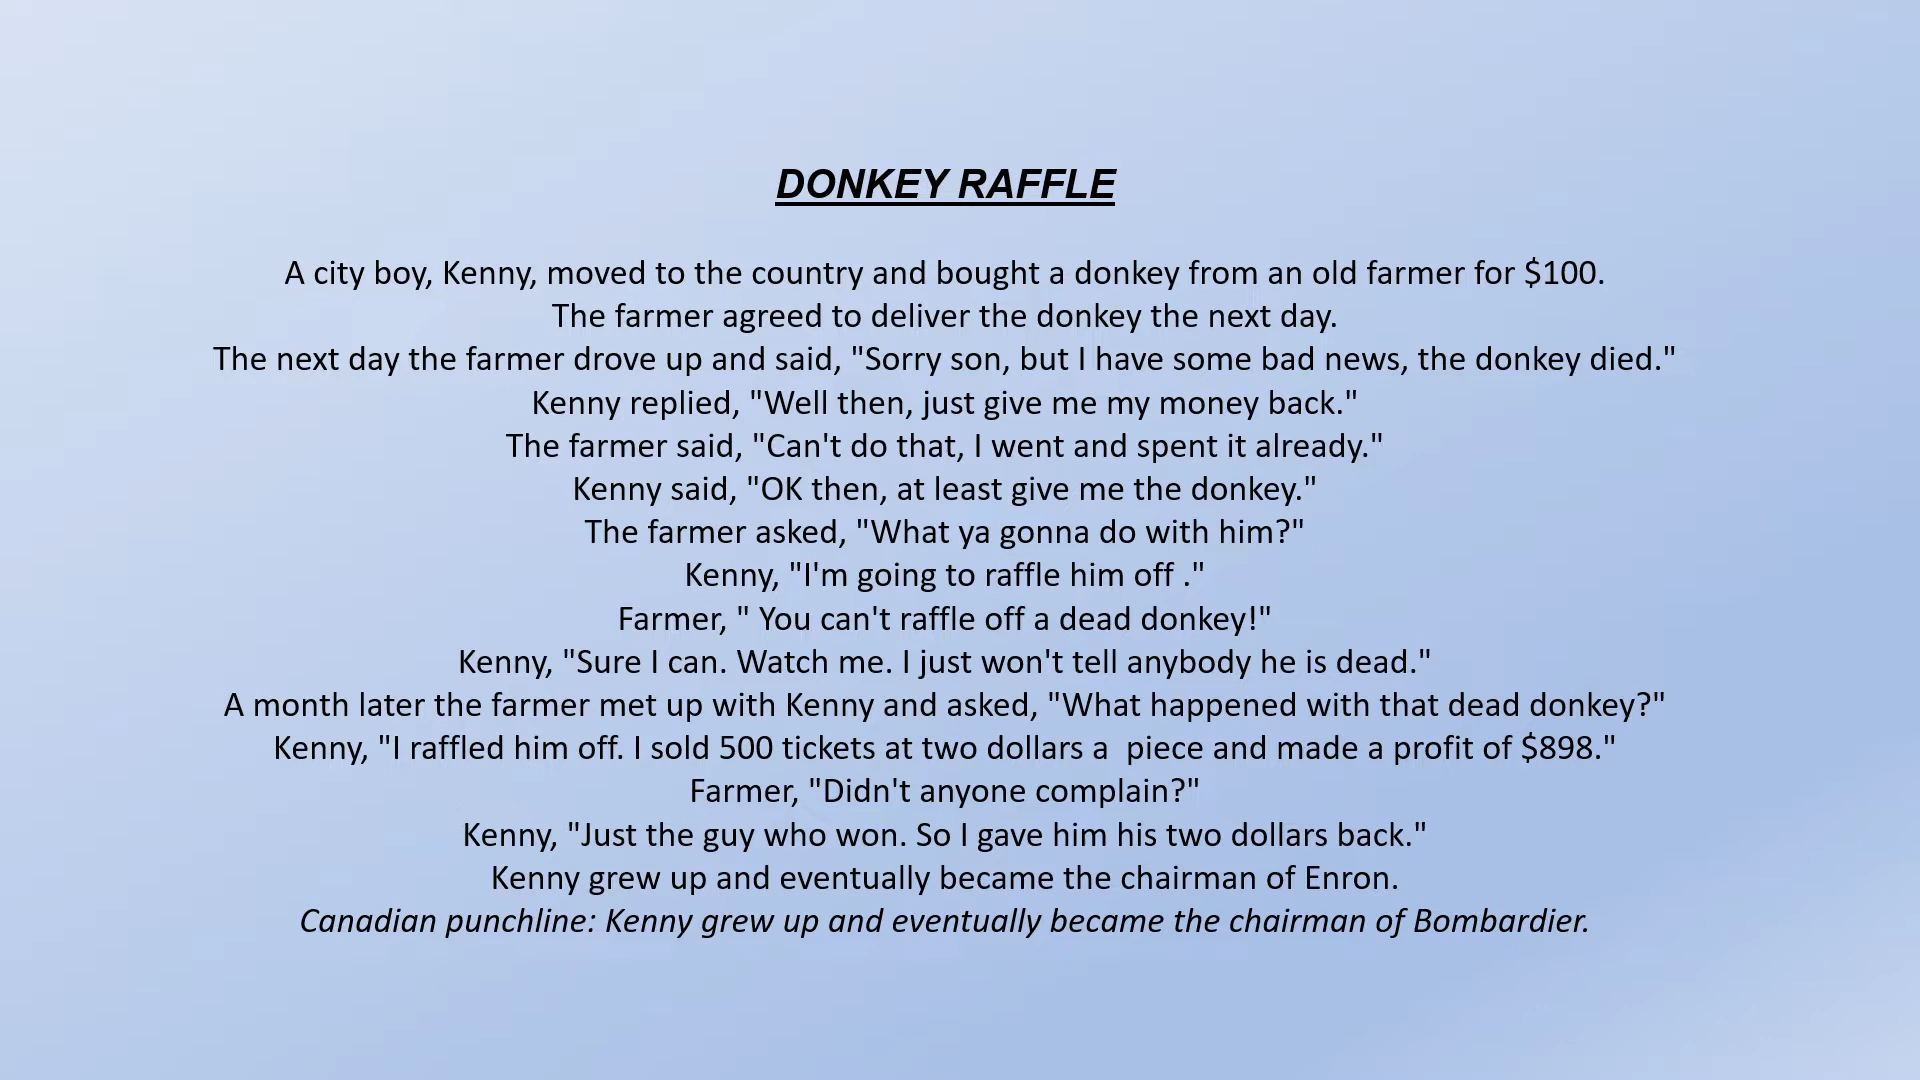 DONKEY RAFFLE
A city boy, Kenny, moved to the country and bought a donkey from an old farmer for $100.
The farmer agreed to deliver the donkey the next day.
The next day the farmer drove up and said, "Sorry son, but I have some bad news, the donkey died."
Kenny replied, "Well then, just give me my money back."
The farmer said, "Can't do that, I went and spent it already."
Kenny said, "OK then, at least give me the donkey."
The farmer asked, "What ya gonna do with him?"
Kenny, "I'm going to raffle him off ."
Farmer, " You can't raffle off a dead donkey!"
Kenny, "Sure I can. Watch me. I just won't tell anybody he is dead."
A month later the farmer met up with Kenny and asked, "What happened with that dead donkey?"
Kenny, "I raffled him off. I sold 500 tickets at two dollars a  piece and made a profit of $898."
Farmer, "Didn't anyone complain?"
Kenny, "Just the guy who won. So I gave him his two dollars back."
Kenny grew up and eventually became the chairman of Enron.
Canadian punchline: Kenny grew up and eventually became the chairman of Bombardier.